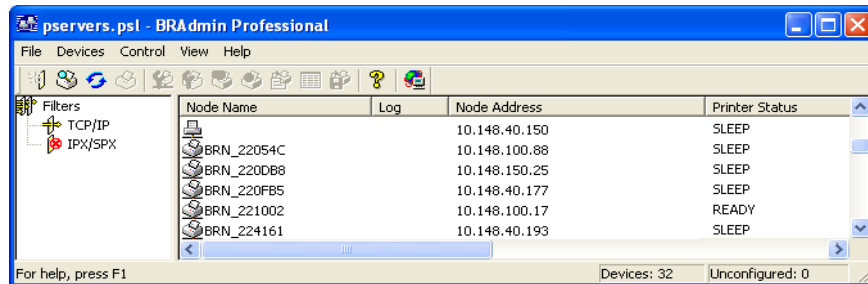 pservers.psl - BRAdmin Professional
File Devices Control View Help
Filters
TCP/IP
IPX/SPX
Node Name Log Node Address Printer Status
10.148.40.150 SLEEP
BRN_22054C 10.148.100.88 SLEEP
BRN_220DB8 10.148.150.25 SLEEP
BRN_220FB5 10.148.40.177 SLEEP
BRN_221002 10.148.100.17 READY
BRN_224161 10.148.40.193 SLEEP
For help, press F1 Devices: 32 Unconfigured: 0